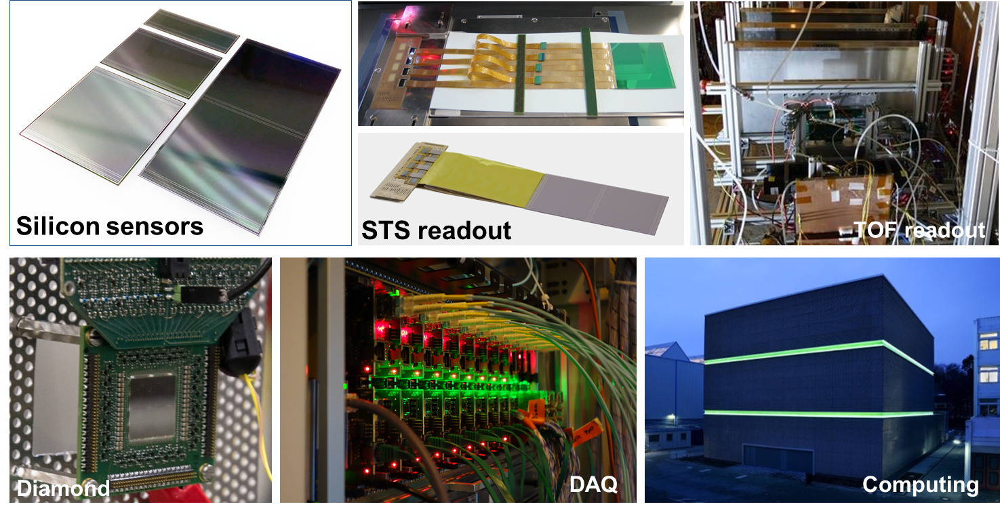 Silicon sensors
STS readout
TOF readout
Diamond
DAQ
Computing